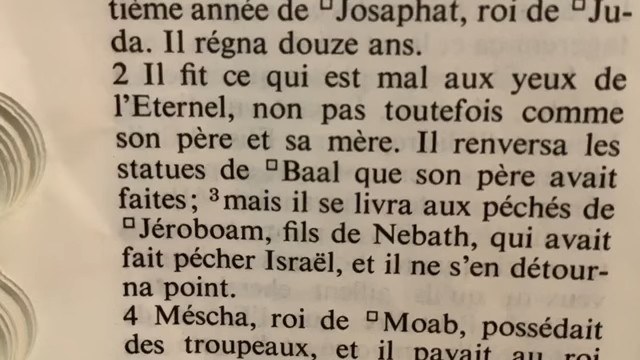 tième année de ▫Josaphat, roi de ▫Ju-
da. Il régna douze ans.
2 Il fit ce qui est mal aux yeux de
l'Eternel, non pas toutefois comme
son père et sa mère. Il renversa les
statues de ▫Baal que son père avait
faites; ³mais il se livra aux péchés de
▫Jéroboam, fils de Nebath, qui avait
fait pécher Israël, et il ne s'en détour-
na point.
4 Méscha, roi de ▫Moab, possédait
des troupeaux, et il payait au roi